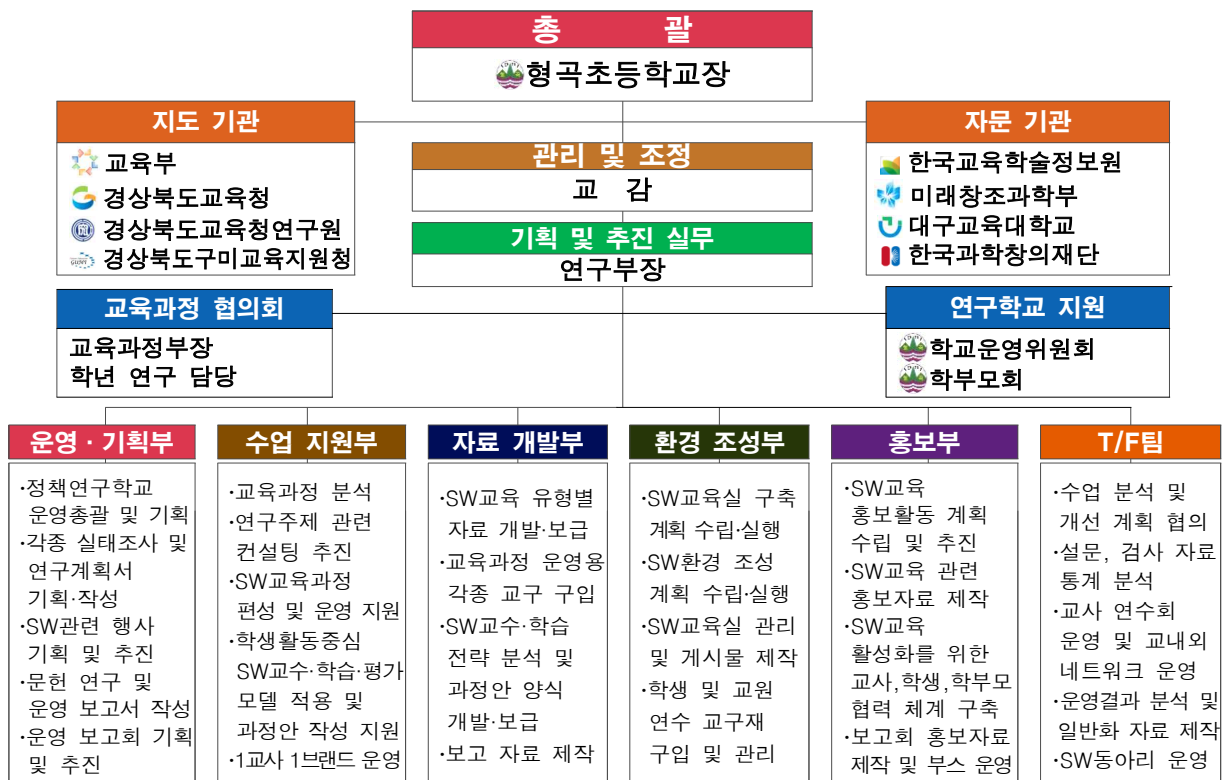 총 괄
형곡초등학교장
지도 기관
교육부
경상북도교육청
경상북도교육청연구원
경상북도구미교육지원청
관리 및 조정
교 감
기획 및 추진 실무
연구부장
자문 기관
한국교육학술정보원
미래창조과학부
대구교육대학교
한국과학창의재단
교육과정 협의회
교육과정부장
학년 연구 담당
연구학교 지원
학교운영위원회
학부모회
운영·기획부
·정책연구학교
운영총괄 및 기획
·각종 실태조사 및
연구계획서
기획·작성
·SW관련 행사
기획 및 추진
·문헌 연구 및
운영 보고서 작성
·운영 보고회 기획
및 추진
수업 지원부
·교육과정 분석
·연구주제 관련
컨설팅 추진
·SW교육과정
편성 및 운영 지원
·학생활동중심
SW교수·학습·평가
모델 적용 및
과정안 작성 지원
·1교사 1브랜드 운영
자료 개발부
·SW교육 유형별
자료 개발·보급
·교육과정 운영용
각종 교구 구입
·SW교수·학습
전략 분석 및
과정안 양식
개발·보급
·보고 자료 제작
환경 조성부
·SW교육실 구축
계획 수립·실행
·SW환경 조성
계획 수립·실행
·SW교육실 관리
및 게시물 제작
·학생 및 교원
연수 교구재
구입 및 관리
홍보부
·SW교육
홍보활동 계획
수립 및 추진
·SW교육 관련
홍보자료 제작
·SW교육
활성화를 위한
교사,학생,학부모
협력 체계 구축
·보고회 홍보자료
제작 및 부스 운영
T/F팀
·수업 분석 및
개선 계획 협의
·설문, 검사 자료
통계 분석
·교사 연수회
운영 및 교내외
네트워크 운영
·운영결과 분석 및
일반화 자료 제작
·SW동아리 운영